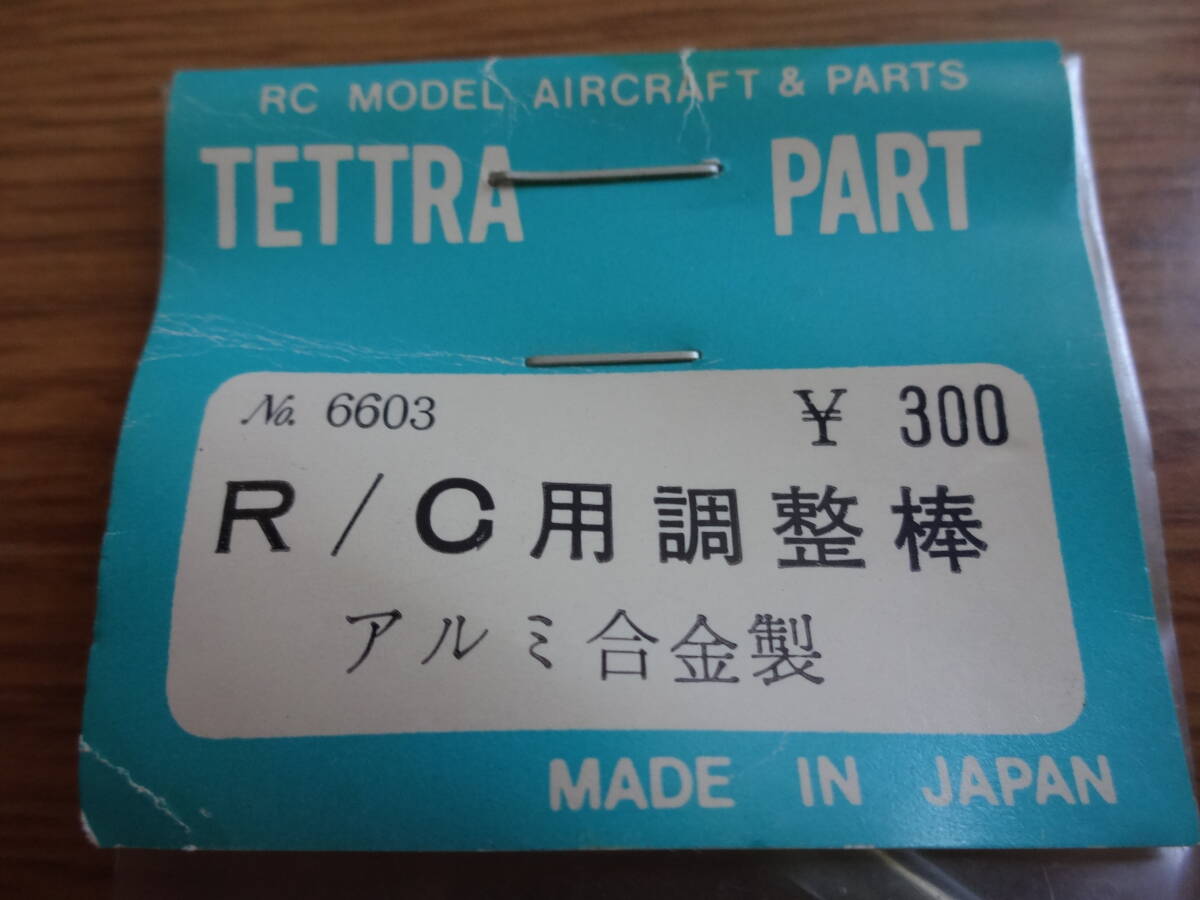 RC MODEL AIRCRAFT & PARTS
TETTRA PART
No. 6603 ¥ 300
R/C用調整棒
アルミ合金製
MADE IN JAPAN